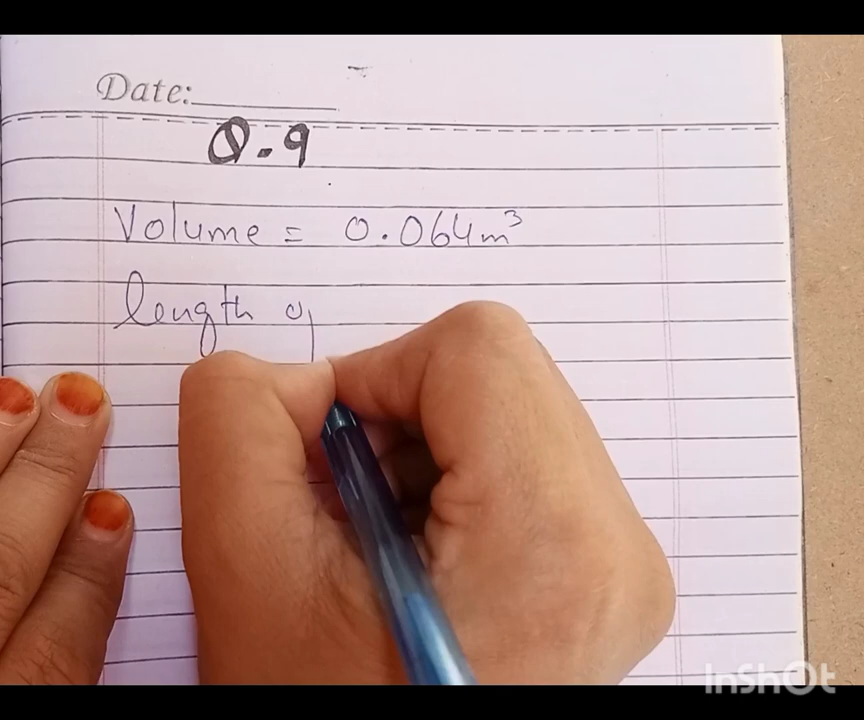 Date:
Q.9
Volume = 0.064m³
length of
InShOt